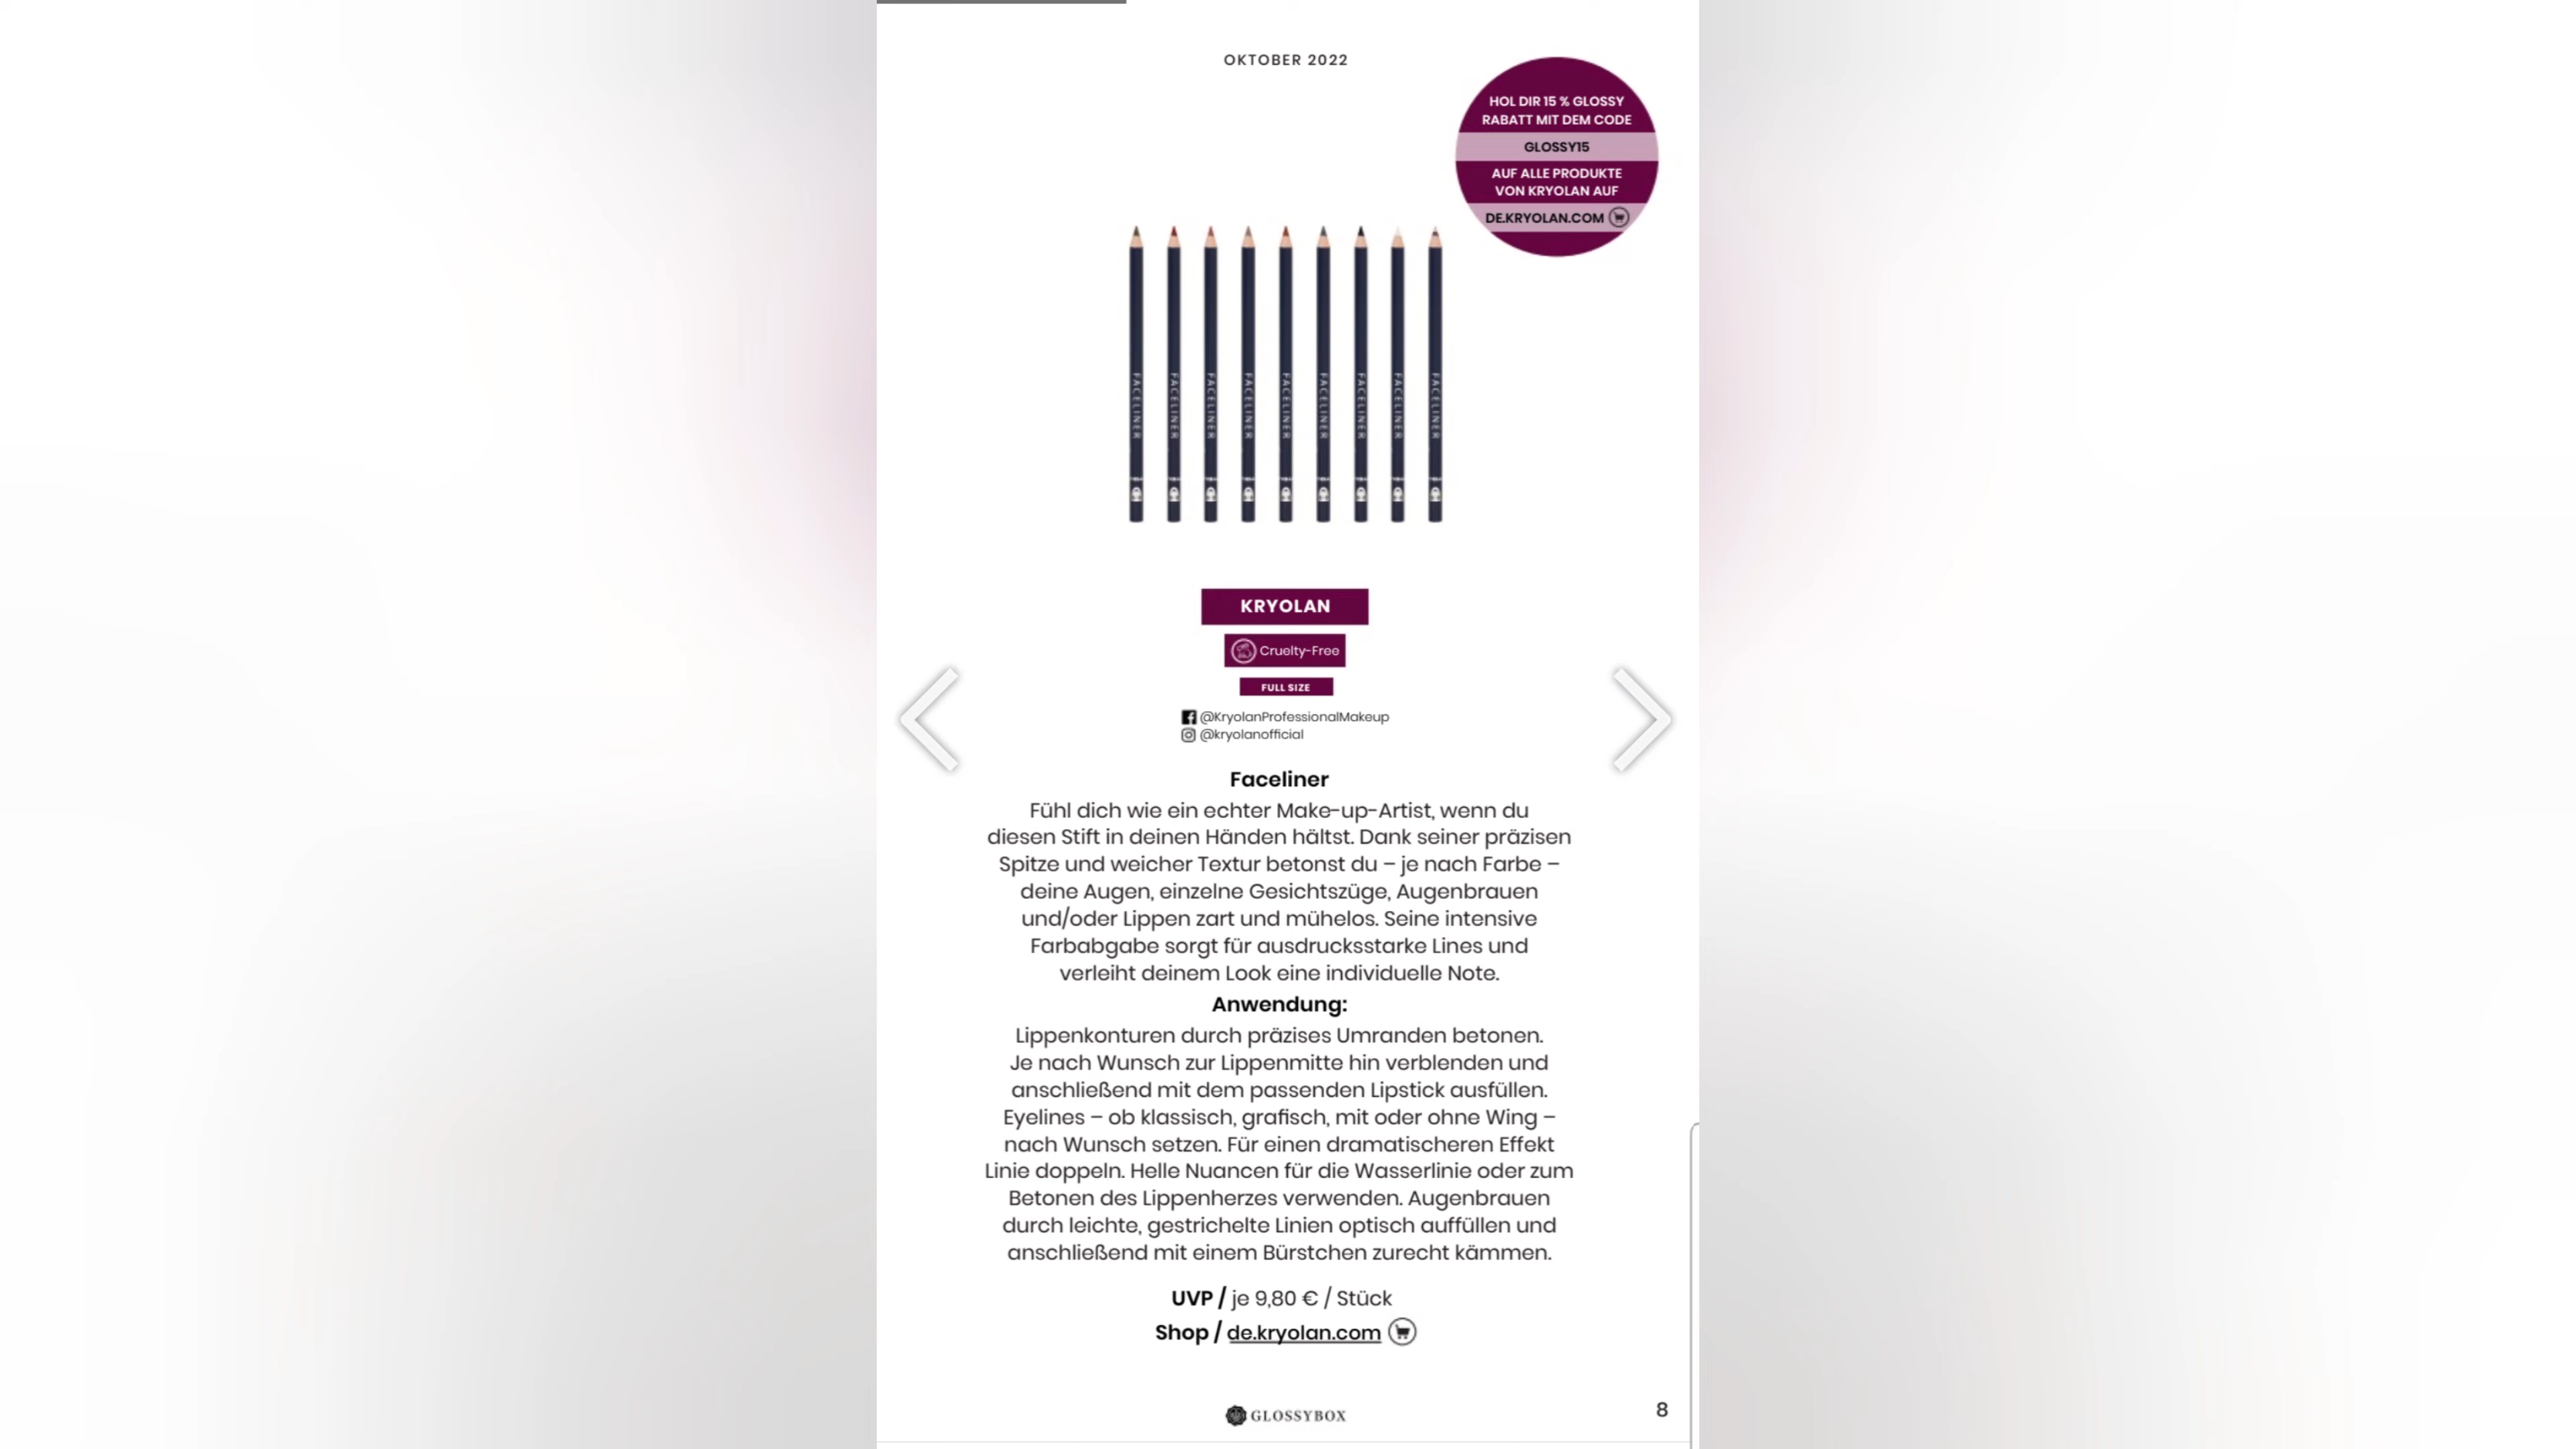 OKTOBER 2022
HOL DIR 15 % GLOSSY
RABATT MIT DEM CODE
GLOSSY15
AUF ALLE PRODUKTE
VON KRYOLAN AUF
DE.KRYOLAN.COM
FACELINER
FACELINER
FACELINER
FACELINER
FACELINER
FACELINER
FACELINER
FACELINER
FACELINER
KRYOLAN
Cruelty-Free
FULL SIZE
@KryolanProfessionalMakeup
@kryolanofficial
Faceliner
Fühl dich wie ein echter Make-up-Artist, wenn du
diesen Stift in deinen Händen hältst. Dank seiner präzisen
Spitze und weicher Textur betonst du – je nach Farbe –
deine Augen, einzelne Gesichtszüge, Augenbrauen
und/oder Lippen zart und mühelos. Seine intensive
Farbabgabe sorgt für ausdrucksstarke Lines und
verleiht deinem Look eine individuelle Note.
Anwendung:
Lippenkonturen durch präzises Umranden betonen.
Je nach Wunsch zur Lippenmitte hin verblenden und
anschließend mit dem passenden Lipstick ausfüllen.
Eyelines – ob klassisch, grafisch, mit oder ohne Wing –
nach Wunsch setzen. Für einen dramatischeren Effekt
Linie doppeln. Helle Nuancen für die Wasserlinie oder zum
Betonen des Lippenherzes verwenden. Augenbrauen
durch leichte, gestrichelte Linien optisch auffüllen und
anschließend mit einem Bürstchen zurecht kämmen.
UVP / je 9,80 € / Stück
Shop / de.kryolan.com
GLOSSYBOX
8